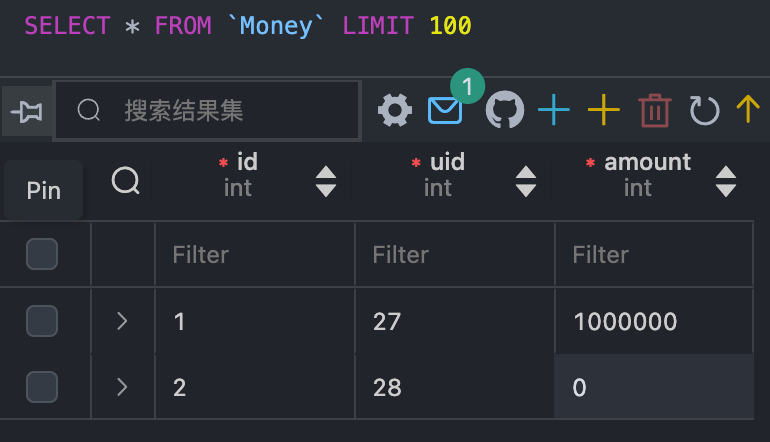 SELECT * FROM `Money` LIMIT 100
搜索结果集
1
Pin
* id
int
* uid
int
* amount
int
Filter Filter Filter
1 27 1000000
2 28 0